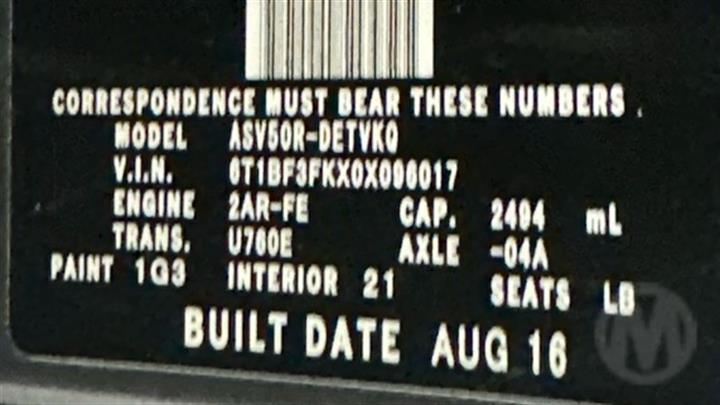 CORRESPONDENCE MUST BEAR THESE NUMBERS.
MODEL ASV50R-DETVKQ
V.I.N. 6T1BF3FKX0X096017
ENGINE 2AR-FE CAP. 2494 mL
TRANS. U760E AXLE -04A
PAINT 1G3 INTERIOR 21 SEATS LB
BUILT DATE AUG 16
M